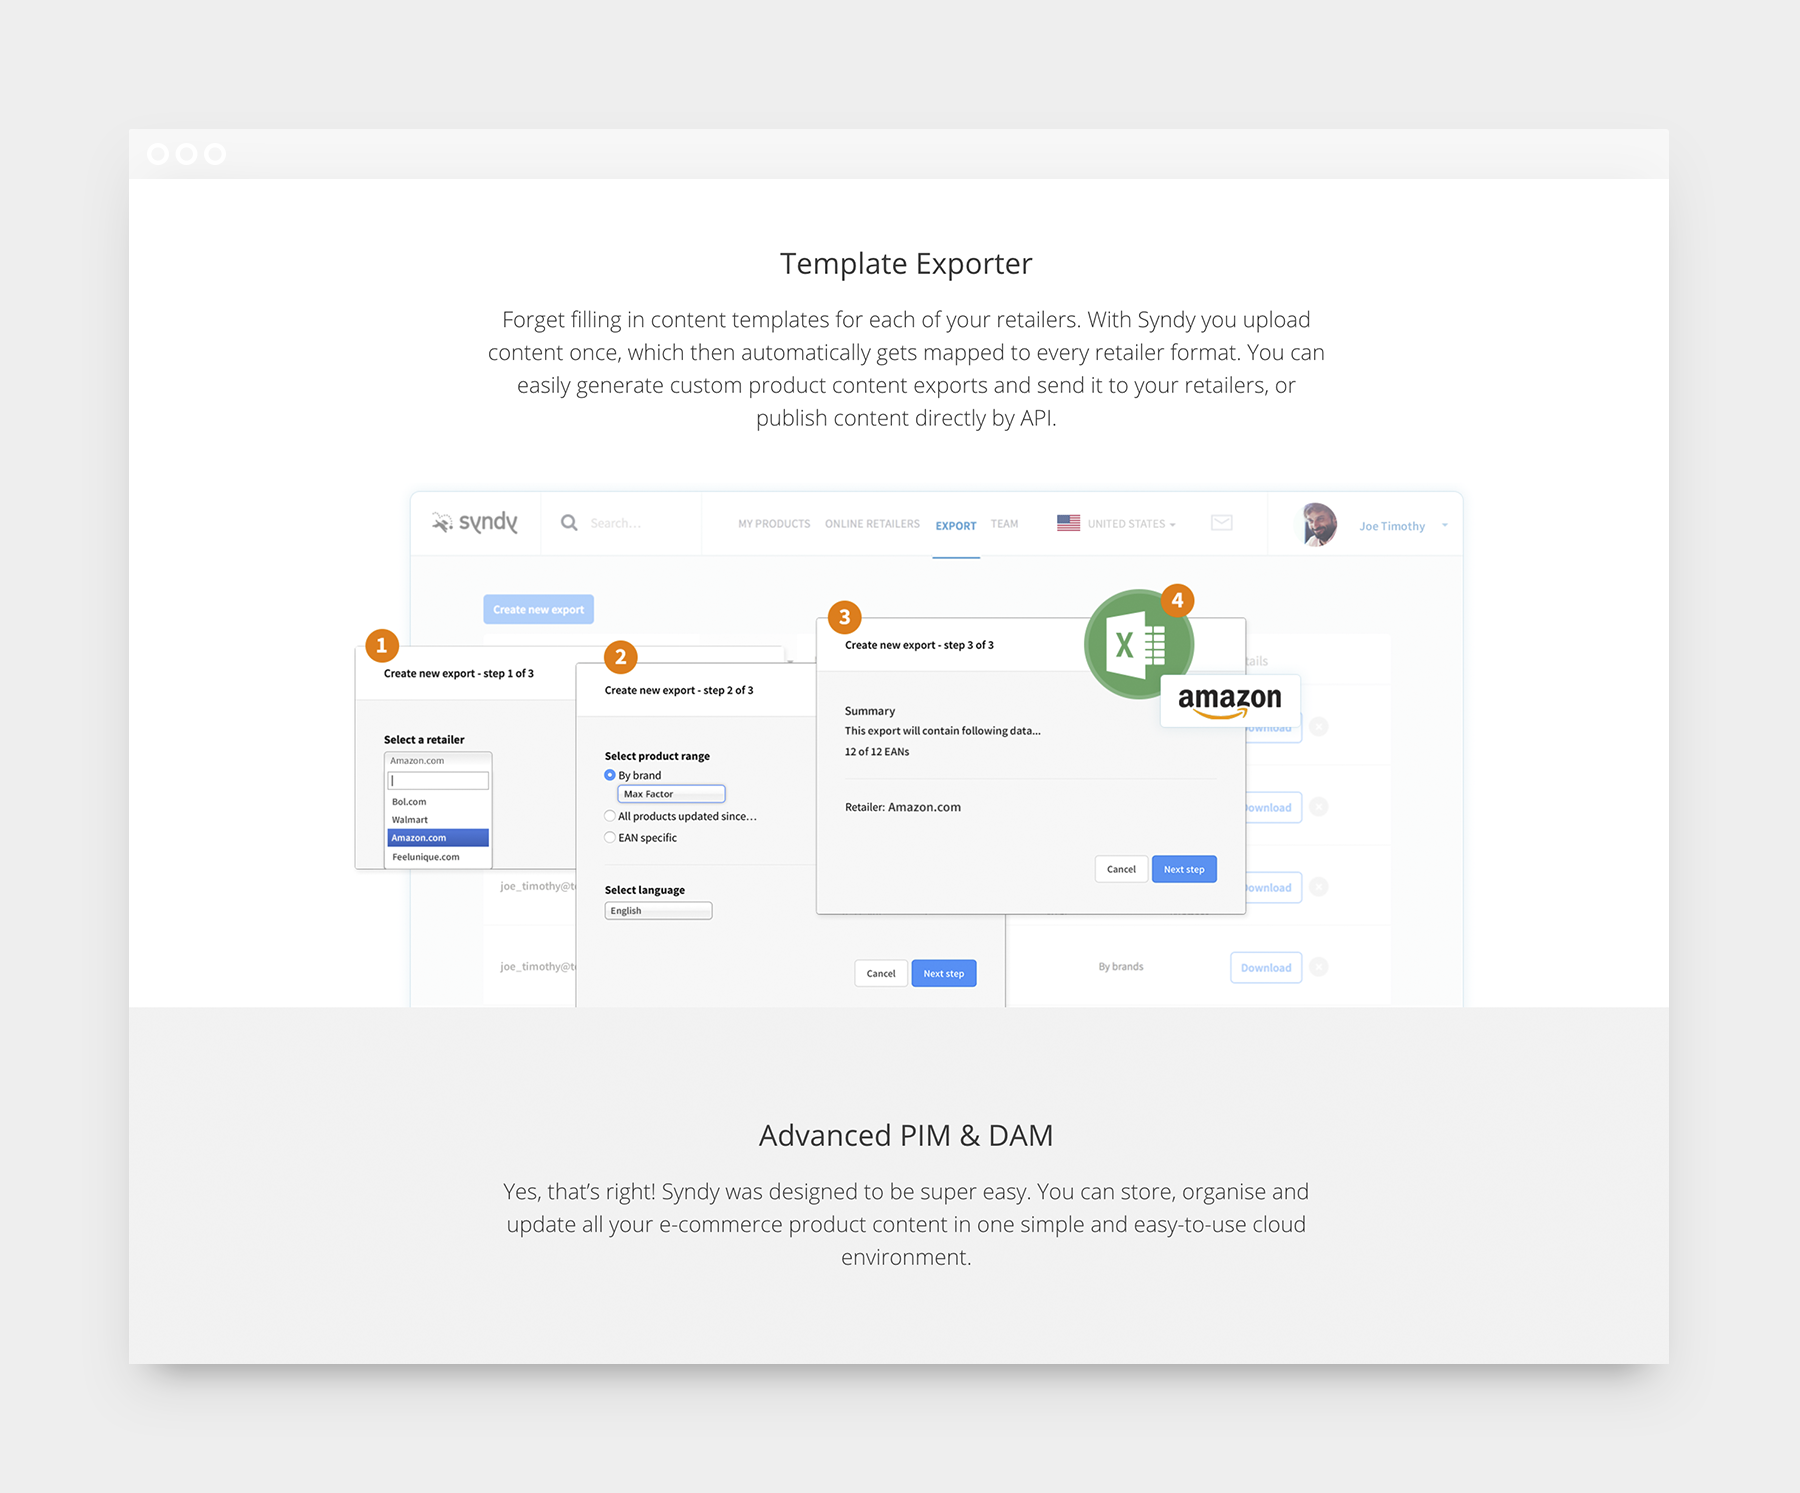 Template Exporter
Forget filling in content templates for each of your retailers. With Syndy you upload
content once, which then automatically gets mapped to every retailer format. You can
easily generate custom product content exports and send it to your retailers, or
publish content directly by API.
syndy
Search...
MY PRODUCTS
ONLINE RETAILERS
EXPORT
TEAM
UNITED STATES
Joe Timothy
Create new export
1
Create new export - step 1 of 3
Select a retailer
Amazon.com
Bol.com
Walmart
Amazon.com
Feelunique.com
joe_timothy@t
joe_timothy@t
2
Create new export - step 2 of 3
Select product range
By brand
Max Factor
All products updated since...
EAN specific
Select language
English
Cancel
Next step
3
Create new export - step 3 of 3
Summary
This export will contain following data...
12 of 12 EANs
Retailer: Amazon.com
Cancel
Next step
4
X
amazon
tails
ownload
ownload
ownload
By brands
Download
Advanced PIM & DAM
Yes, that’s right! Syndy was designed to be super easy. You can store, organise and
update all your e-commerce product content in one simple and easy-to-use cloud
environment.